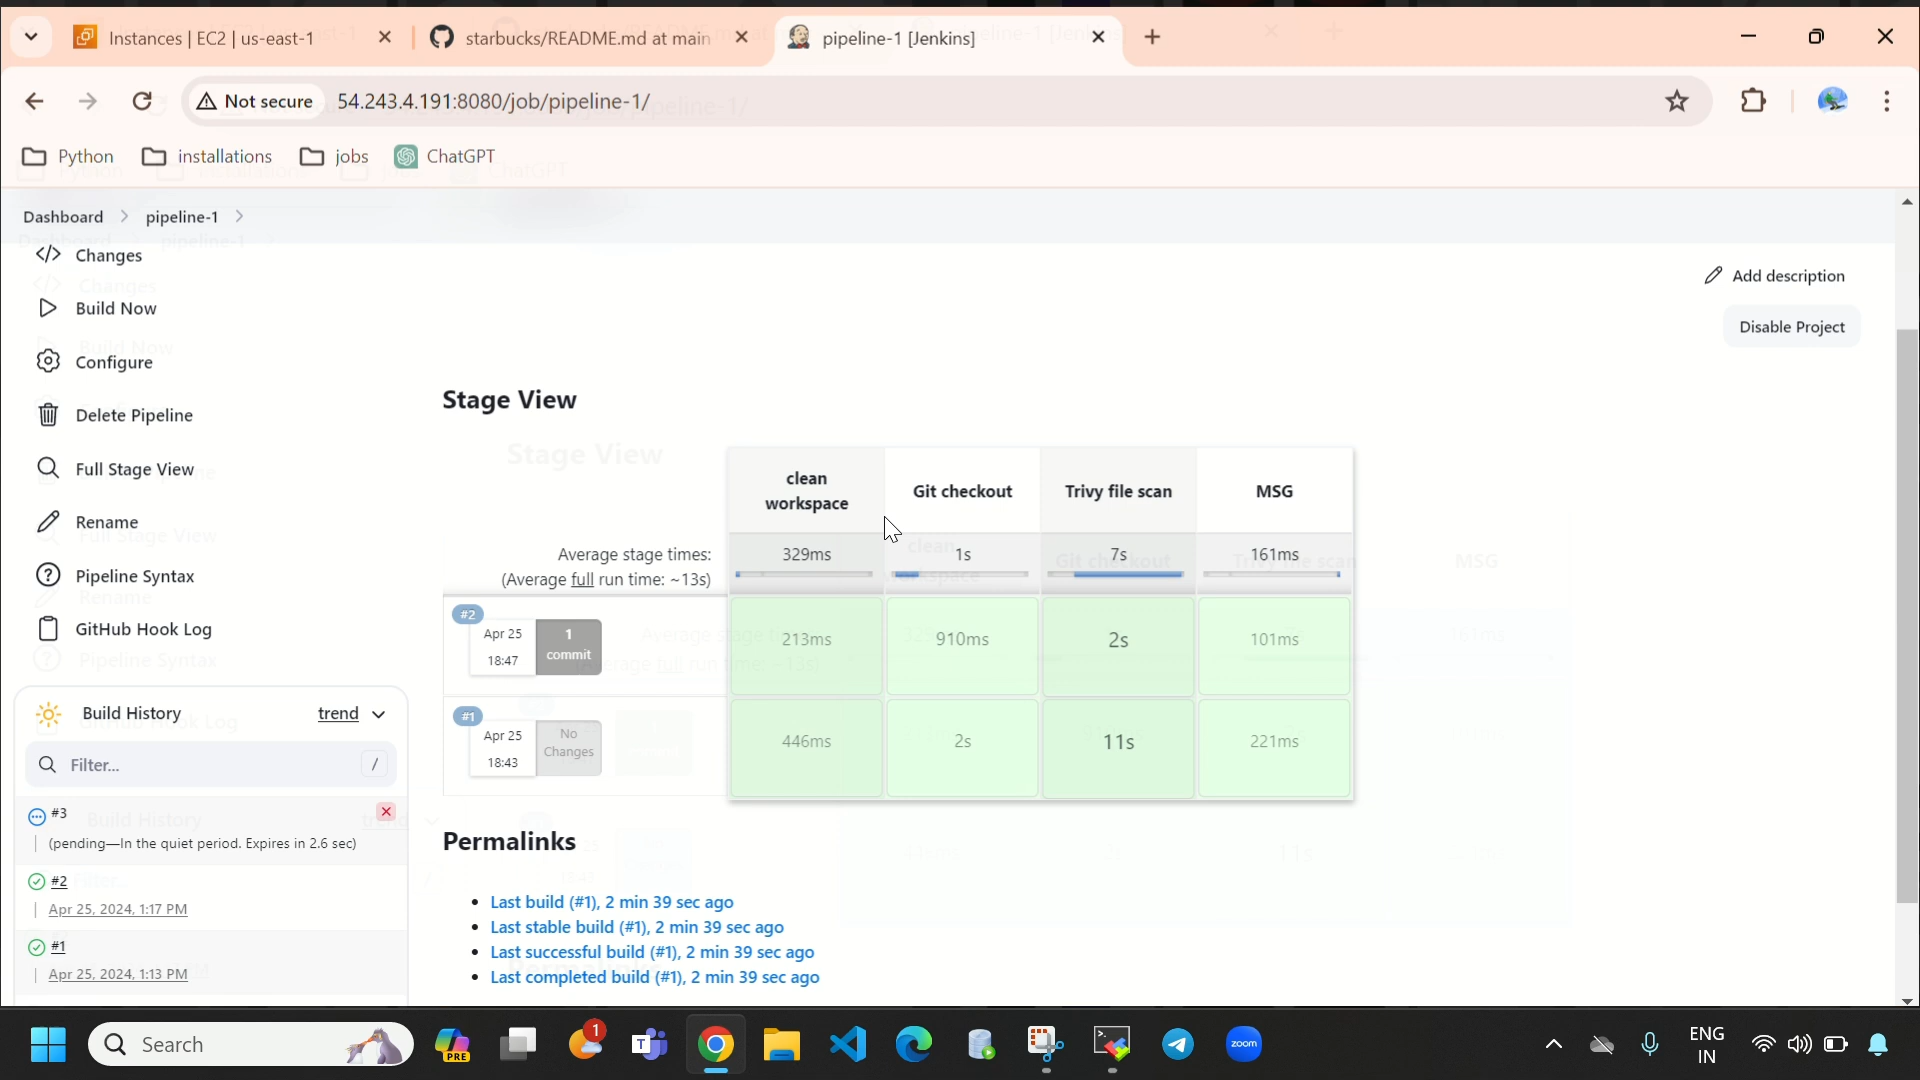 Instances | EC2 | us-east-1
starbucks/README.md at main
pipeline-1 [Jenkins]
Not secure
54.243.4.191:8080/job/pipeline-1/
Python
installations
jobs
ChatGPT
Dashboard
pipeline-1
Changes
Build Now
Configure
Delete Pipeline
Full Stage View
Rename
Pipeline Syntax
GitHub Hook Log
Build History
trend
Filter...
/
#3
(pending—In the quiet period. Expires in 2.6 sec)
#2
Apr 25, 2024, 1:17 PM
#1
Apr 25, 2024, 1:13 PM
Add description
Disable Project
Stage View
clean
workspace
Git checkout
Trivy file scan
MSG
Average stage times:
(Average full run time: ~13s)
329ms
1s
7s
161ms
#2
Apr 25
18:47
1
commit
213ms
910ms
2s
101ms
#1
Apr 25
18:43
No
Changes
446ms
2s
11s
221ms
Permalinks
Last build (#1), 2 min 39 sec ago
Last stable build (#1), 2 min 39 sec ago
Last successful build (#1), 2 min 39 sec ago
Last completed build (#1), 2 min 39 sec ago
Search
PRE
1
zoom
ENG
IN